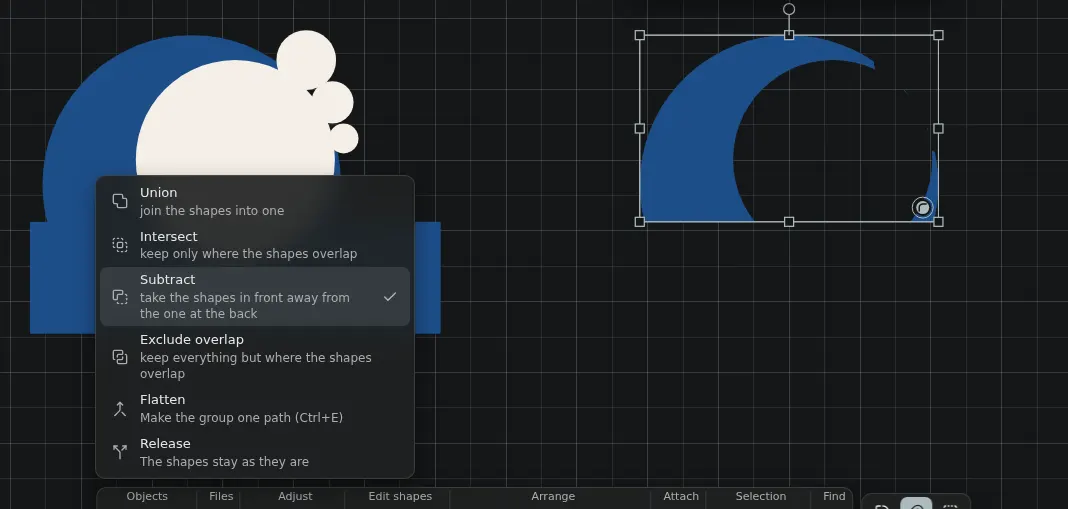 Union
join the shapes into one
Intersect
keep only where the shapes overlap
Subtract
take the shapes in front away from
the one at the back
Exclude overlap
keep everything but where the shapes
overlap
Flatten
Make the group one path (Ctrl+E)
Release
The shapes stay as they are
Objects Files Adjust Edit shapes Arrange Attach Selection Find